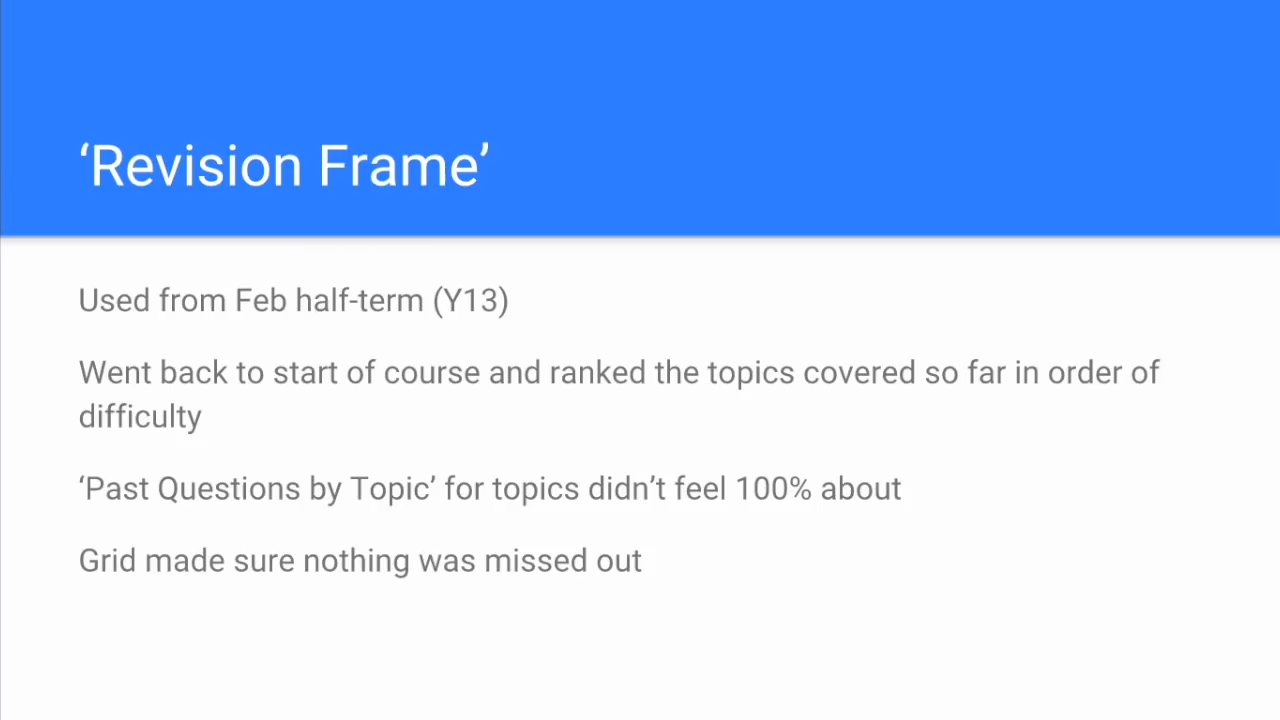 ‘Revision Frame’
Used from Feb half-term (Y13)
Went back to start of course and ranked the topics covered so far in order of
difficulty
‘Past Questions by Topic’ for topics didn’t feel 100% about
Grid made sure nothing was missed out